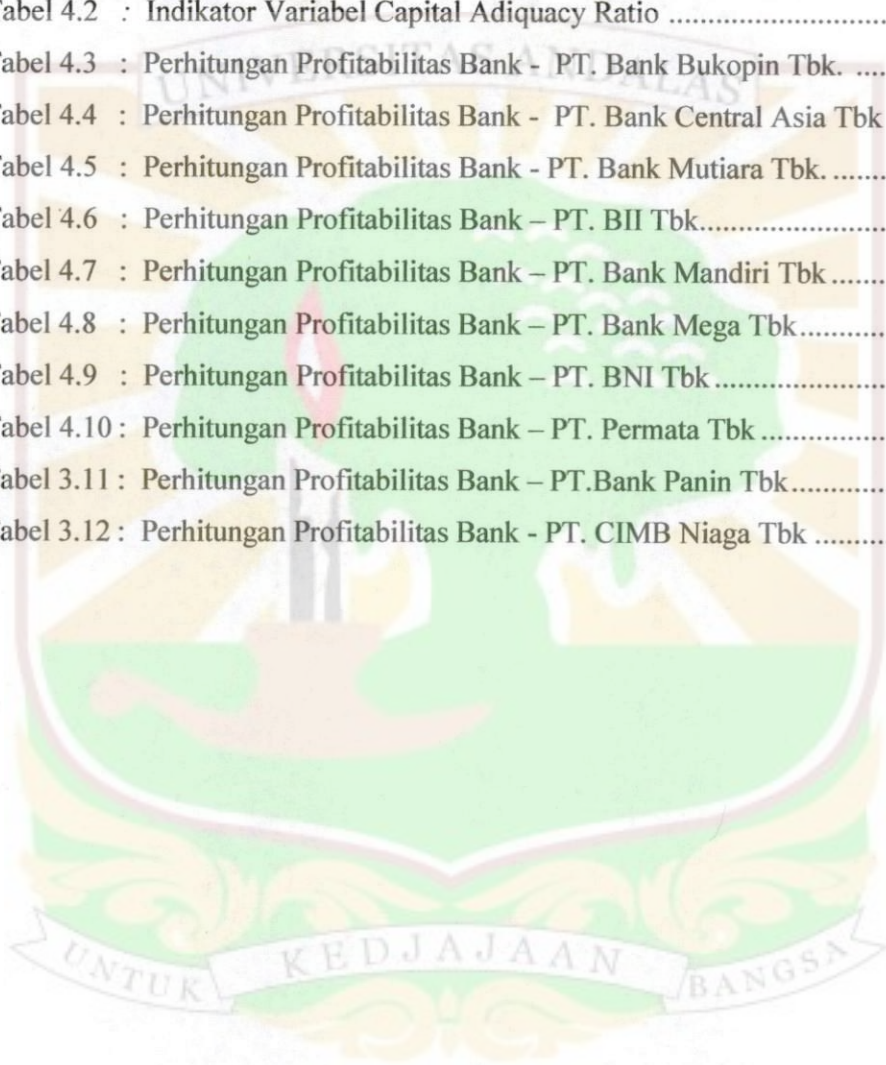 abel 4.2 : Indikator Variabel Capital Adiquacy Ratio ............................
UNIVERSITAS ANDALAS
abel 4.3 : Perhitungan Profitabilitas Bank - PT. Bank Bukopin Tbk. ....
abel 4.4 : Perhitungan Profitabilitas Bank - PT. Bank Central Asia Tbk
abel 4.5 : Perhitungan Profitabilitas Bank - PT. Bank Mutiara Tbk. .......
abel 4.6 : Perhitungan Profitabilitas Bank – PT. BII Tbk........................
abel 4.7 : Perhitungan Profitabilitas Bank – PT. Bank Mandiri Tbk .......
abel 4.8 : Perhitungan Profitabilitas Bank – PT. Bank Mega Tbk...........
abel 4.9 : Perhitungan Profitabilitas Bank – PT. BNI Tbk ......................
abel 4.10 : Perhitungan Profitabilitas Bank – PT. Permata Tbk ................
abel 3.11 : Perhitungan Profitabilitas Bank – PT.Bank Panin Tbk............
abel 3.12 : Perhitungan Profitabilitas Bank - PT. CIMB Niaga Tbk .........
UNTUK KEDJAJAAN BANGSA